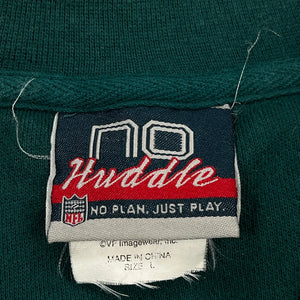 no
Huddle
NFL
NO PLAN. JUST PLAY.
©VF Imagewear, Inc.
MADE IN CHINA
SIZE: L